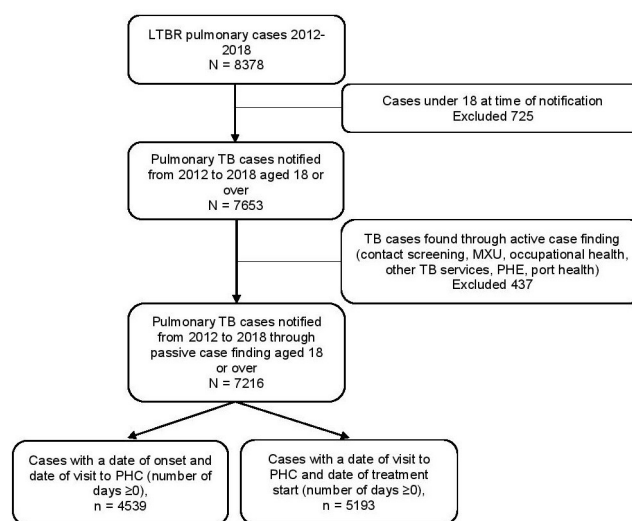 LTBR pulmonary cases 2012-
2018
N = 8378
Cases under 18 at time of notification
Excluded 725
Pulmonary TB cases notified
from 2012 to 2018 aged 18 or
over
N = 7653
TB cases found through active case finding
(contact screening, MXU, occupational health,
other TB services, PHE, port health)
Excluded 437
Pulmonary TB cases notified
from 2012 to 2018 through
passive case finding aged 18
or over
N = 7216
Cases with a date of onset and
date of visit to PHC (number of
days ≥0),
n = 4539
Cases with a date of visit to
PHC and date of treatment
start (number of days ≥0),
n = 5193